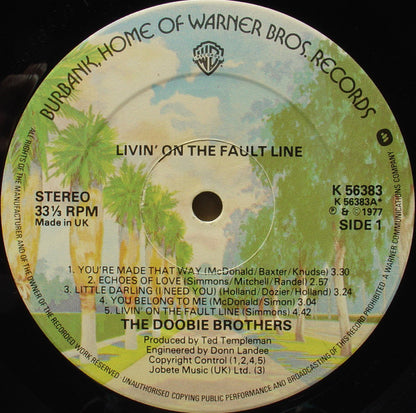 BURBANK, HOME OF WARNER BROS. RECORDS
LIVIN' ON THE FAULT LINE
STEREO
33⅓ RPM
Made in UK
K 56383
K 56383A*
℗ & ©1977
SIDE 1
1. YOU'RE MADE THAT WAY (McDonald/Baxter/Knudse) 3.30
2. ECHOES OF LOVE (Simmons/Mitchell/Randel) 2.57
3. LITTLE DARLING (I NEED YOU) (Holland/Dozier/Holland) 3.24
4. YOU BELONG TO ME (McDonald/Simon) 3.04
5. LIVIN' ON THE FAULT LINE (Simmons) 4.42
THE DOOBIE BROTHERS
Produced by Ted Templeman
Engineered by Donn Landee
Copyright Control (1,2,4,5)
Jobete Music (UK) Ltd. (3)
ALL RIGHTS OF THE MANUFACTURER AND OF THE OWNER OF THE RECORDED WORK RESERVED
UNAUTHORISED COPYING PUBLIC PERFORMANCE AND BROADCASTING OF THIS RECORD PROHIBITED
A WARNER COMMUNICATIONS COMPANY